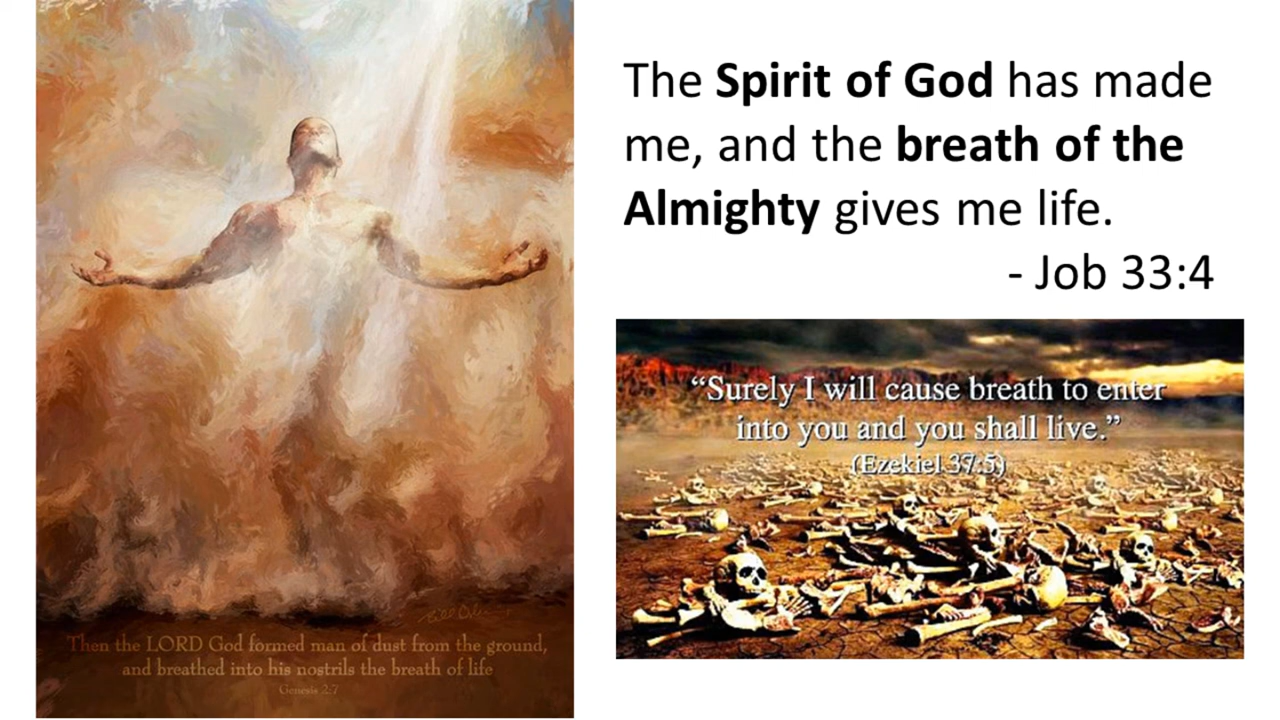 The Spirit of God has made
me, and the breath of the
Almighty gives me life.
- Job 33:4
"Surely I will cause breath to enter
into you and you shall live."
(Ezekiel 37:5)
Then the LORD God formed man of dust from the ground,
and breathed into his nostrils the breath of life
Genesis 2:7